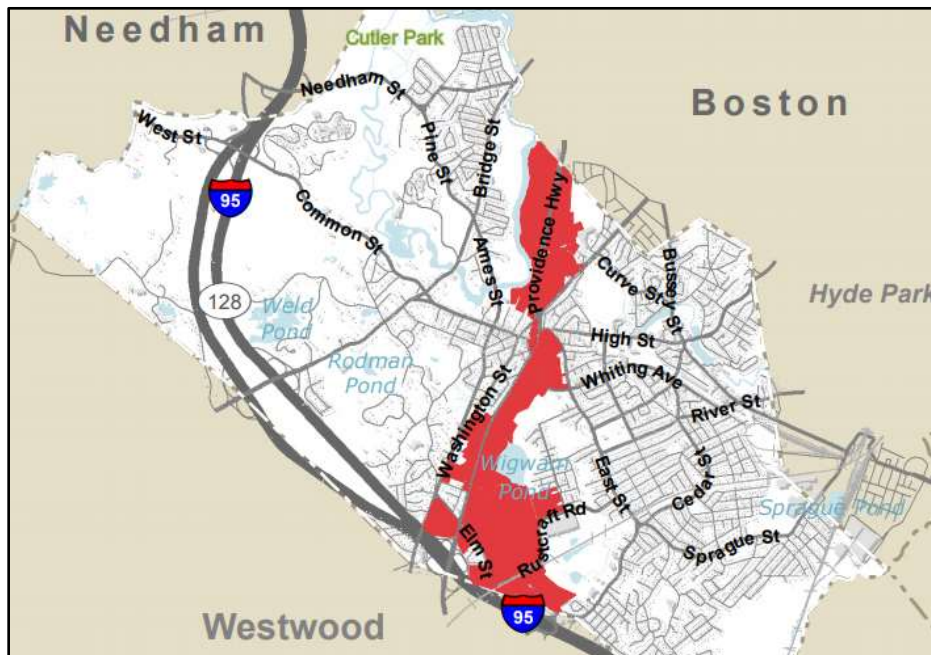 Needham
Cutler Park
Needham St
Boston
West St
Pine St
Bridge St
95
Common St
Providence Hwy
Ames St
Curve St
Bussey St
128
Weld
Pond
Hyde Park
High St
Rodman
Pond
Whiting Ave
Washington St
River St
Wigwam
Pond
East St
Cedar St
Sprague Pond
Rustcraft Rd
Elm St
Sprague St
95
Westwood